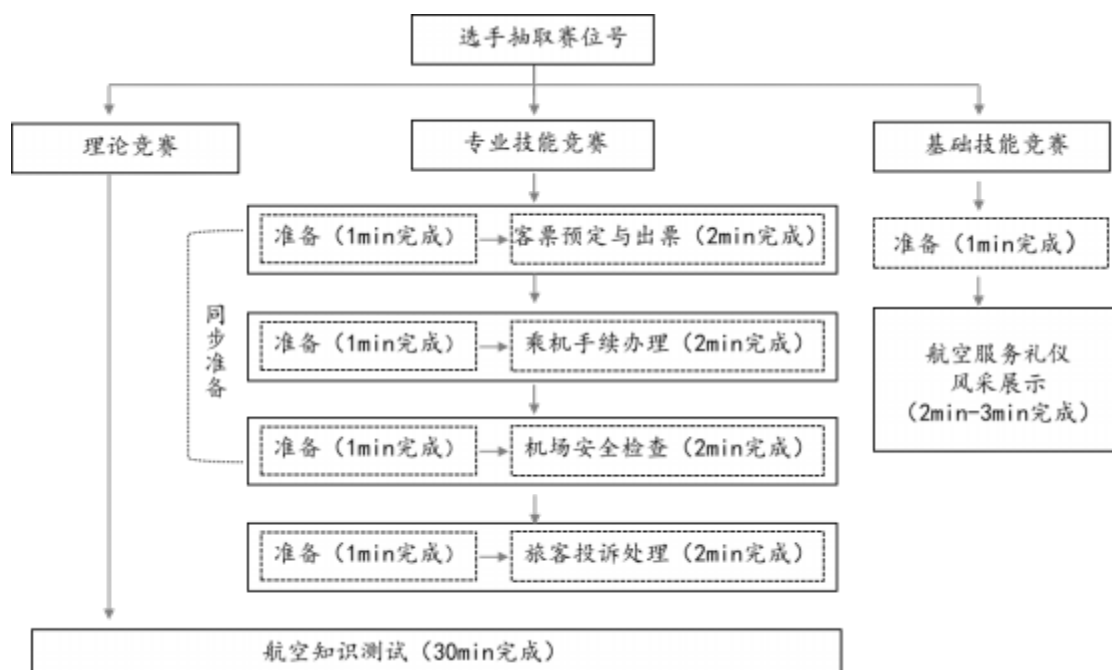 选手抽取赛位号
理论竞赛
专业技能竞赛
基础技能竞赛
准备（1min完成）
客票预定与出票（2min完成）
准备（1min完成）
同步准备
准备（1min完成）
乘机手续办理（2min完成）
航空服务礼仪
风采展示
（2min-3min完成）
准备（1min完成）
机场安全检查（2min完成）
准备（1min完成）
旅客投诉处理（2min完成）
航空知识测试（30min完成）